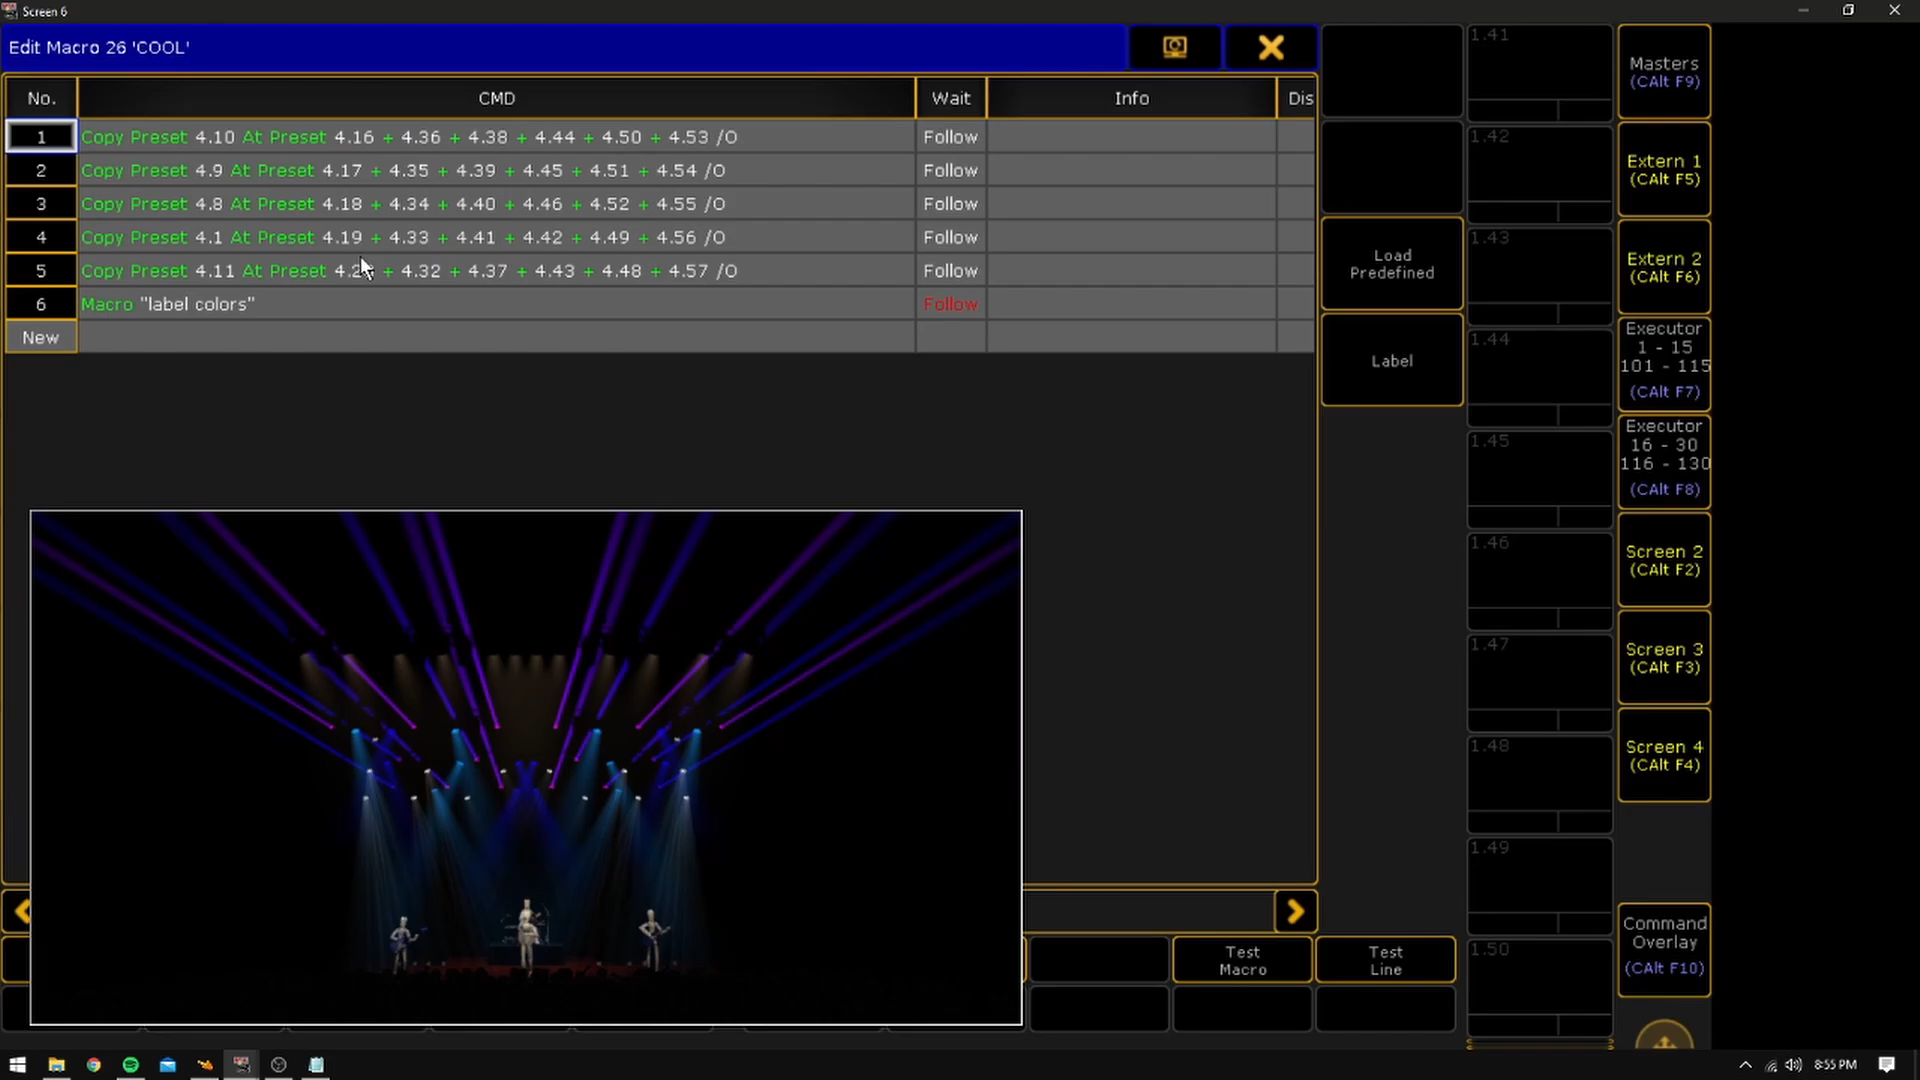 Screen 6
Edit Macro 26 'COOL'
No. CMD Wait Info Dis
1 Copy Preset 4.10 At Preset 4.16 + 4.36 + 4.38 + 4.44 + 4.50 + 4.53 /O Follow
2 Copy Preset 4.9 At Preset 4.17 + 4.35 + 4.39 + 4.45 + 4.51 + 4.54 /O Follow
3 Copy Preset 4.8 At Preset 4.18 + 4.34 + 4.40 + 4.46 + 4.52 + 4.55 /O Follow
4 Copy Preset 4.1 At Preset 4.19 + 4.33 + 4.41 + 4.42 + 4.49 + 4.56 /O Follow
5 Copy Preset 4.11 At Preset + 4.32 + 4.37 + 4.43 + 4.48 + 4.57 /O Follow
6 Macro "label colors" Follow
New
Load
Predefined
Label
Test
Macro
Test
Line
1.41
1.42
1.43
1.44
1.45
1.46
1.47
1.48
1.49
1.50
Masters
(CAlt F9)
Extern 1
(CAlt F5)
Extern 2
(CAlt F6)
Executor
1 - 15
101 - 115
(CAlt F7)
Executor
16 - 30
116 - 130
(CAlt F8)
Screen 2
(CAlt F2)
Screen 3
(CAlt F3)
Screen 4
(CAlt F4)
Command
Overlay
(CAlt F10)
8:55 PM